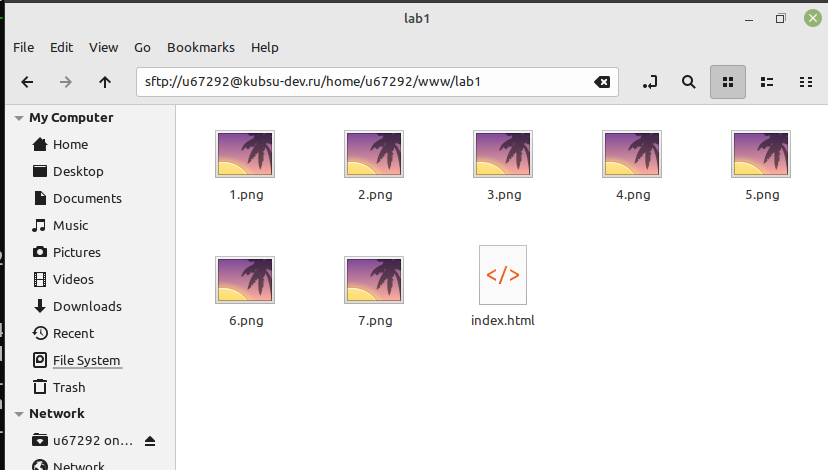 lab1
File Edit View Go Bookmarks Help
sftp://u67292@kubsu-dev.ru/home/u67292/www/lab1
My Computer
Home
Desktop
Documents
Music
Pictures
Videos
Downloads
Recent
File System
Trash
Network
u67292 on...
Network
1.png 2.png 3.png 4.png 5.png
6.png 7.png index.html